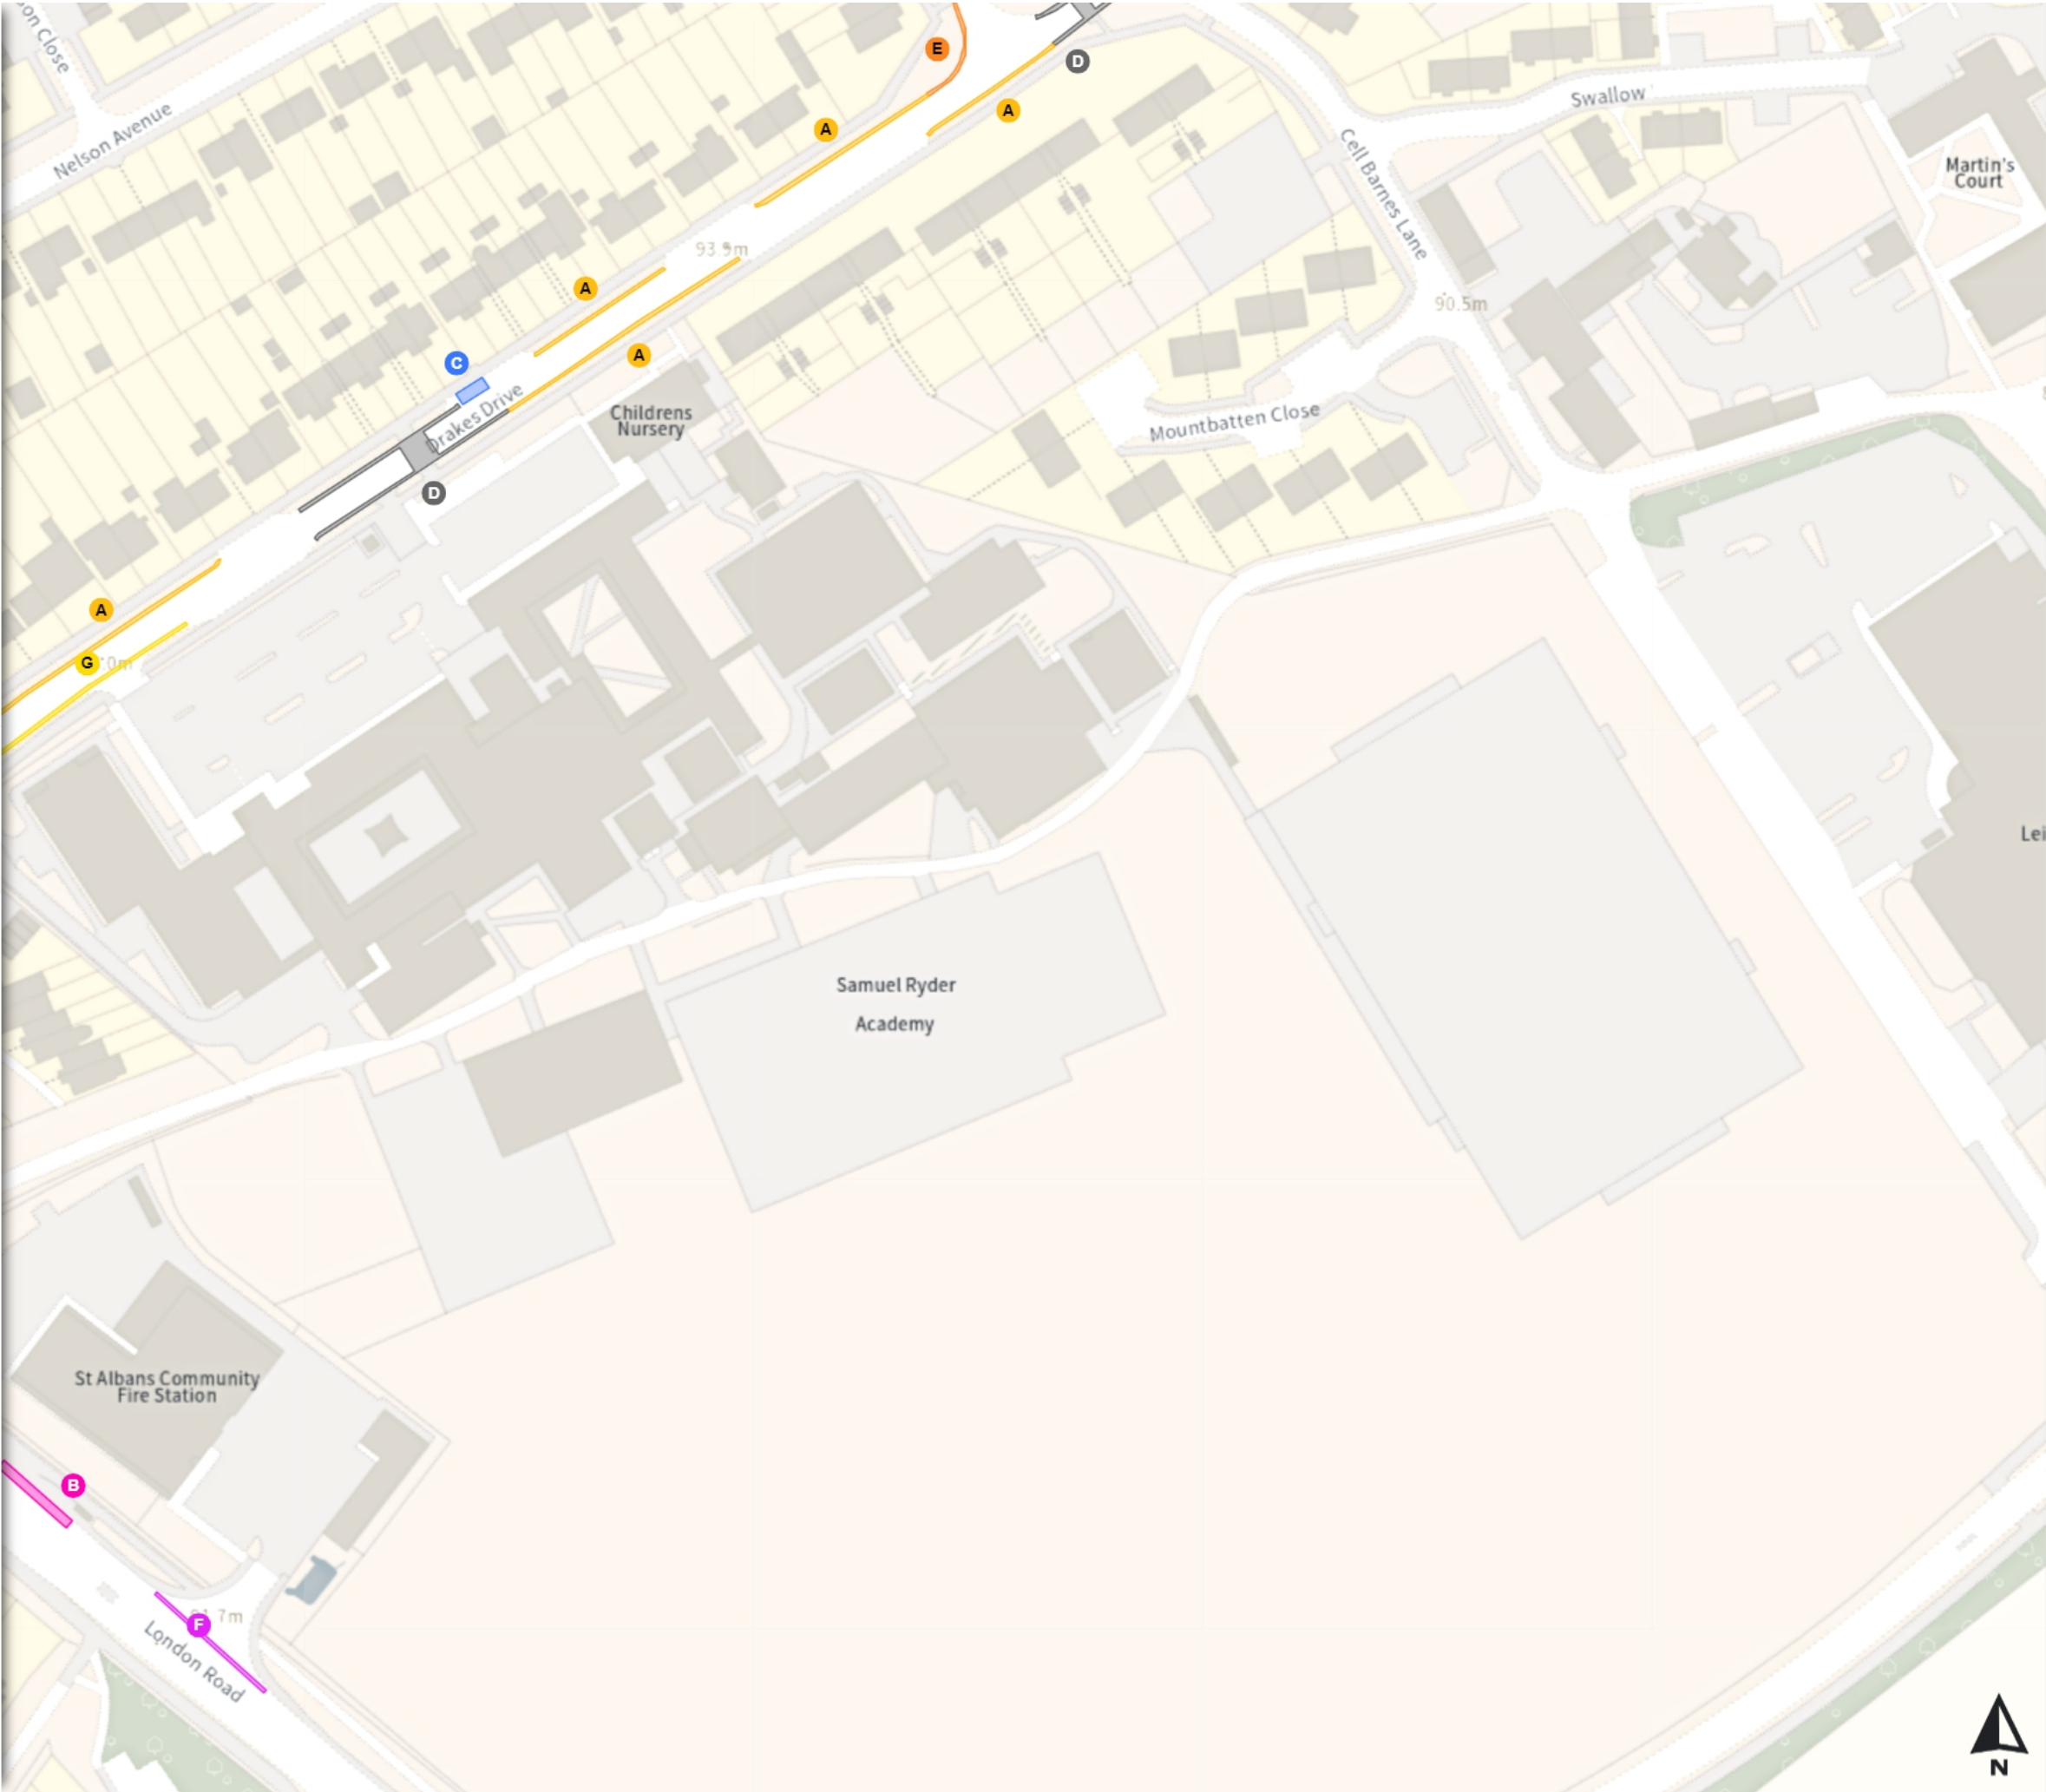 Nelson Avenue
E
D
A
A
Swallow
Cell Barnes Lane
Martin's
Court
93.9m
A
90.5m
A
C
Drakes Drive
Childrens
Nursery
Mountbatten Close
D
A
G
Samuel Ryder
Academy
St Albans Community
Fire Station
B
F
London Road
N